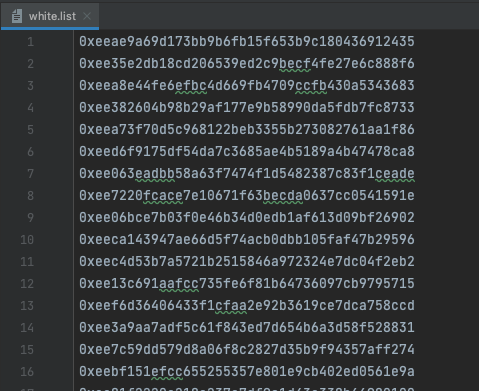 white.list
1 0xeeae9a69d173bb9b6fb15f653b9c180436912435
2 0xee35e2db18cd206539ed2c9becf4fe27e6c888f6
3 0xeea8e44fe6efbc4d669fb4709ccfb430a5343683
4 0xee382604b98b29af177e9b58990da5fdb7fc8733
5 0xeea73f70d5c968122beb3355b273082761aa1f86
6 0xeed6f9175df54da7c3685ae4b5189a4b47478ca8
7 0xee063eadbb58a63f7474f1d5482387c83f1ceade
8 0xee7220fcace7e10671f63becda0637cc0541591e
9 0xee06bce7b03f0e46b34d0edb1af613d09bf26902
10 0xeeca143947ae66d5f74acb0dbb105faf47b29596
11 0xeec4d53b7a5721b2515846a972324e7dc04f2eb2
12 0xee13c691aafcc735fe6f81b64736097cb9795715
13 0xeef6d36406433f1cfaa2e92b3619ce7dca758ccd
14 0xee3a9aa7adf5c61f843ed7d654b6a3d58f528831
15 0xee7c59dd579d8a06f8c2827d35b9f94357aff274
16 0xeebf151efcc655255357e801e9cb402ed0561e9a